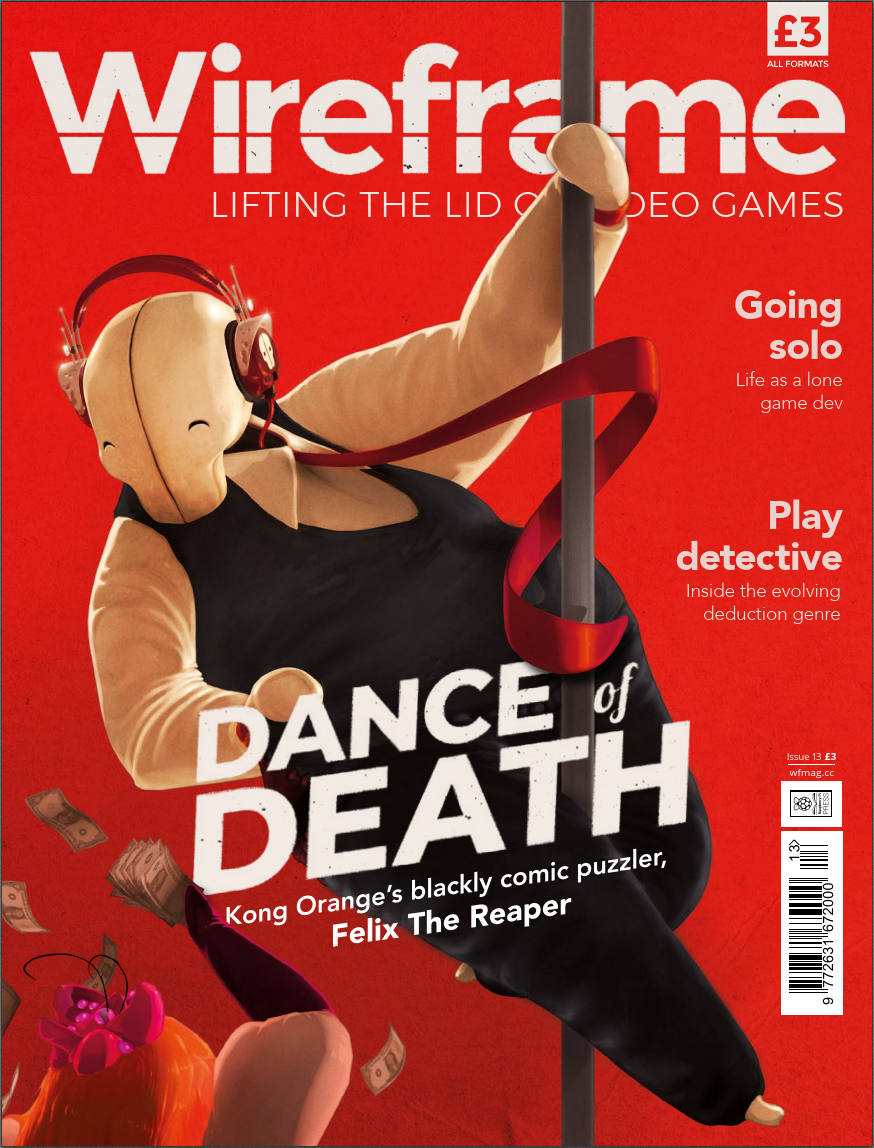 £3
ALL FORMATS
Wireframe
LIFTING THE LID O DEO GAMES
Going
solo
Life as a lone
game dev
Play
detective
Inside the evolving
deduction genre
DANCE of
DEATH
Kong Orange's blackly comic puzzler,
Felix The Reaper
Issue 13 £3
wfmag.cc
PRESS
13>
9 772631 672000